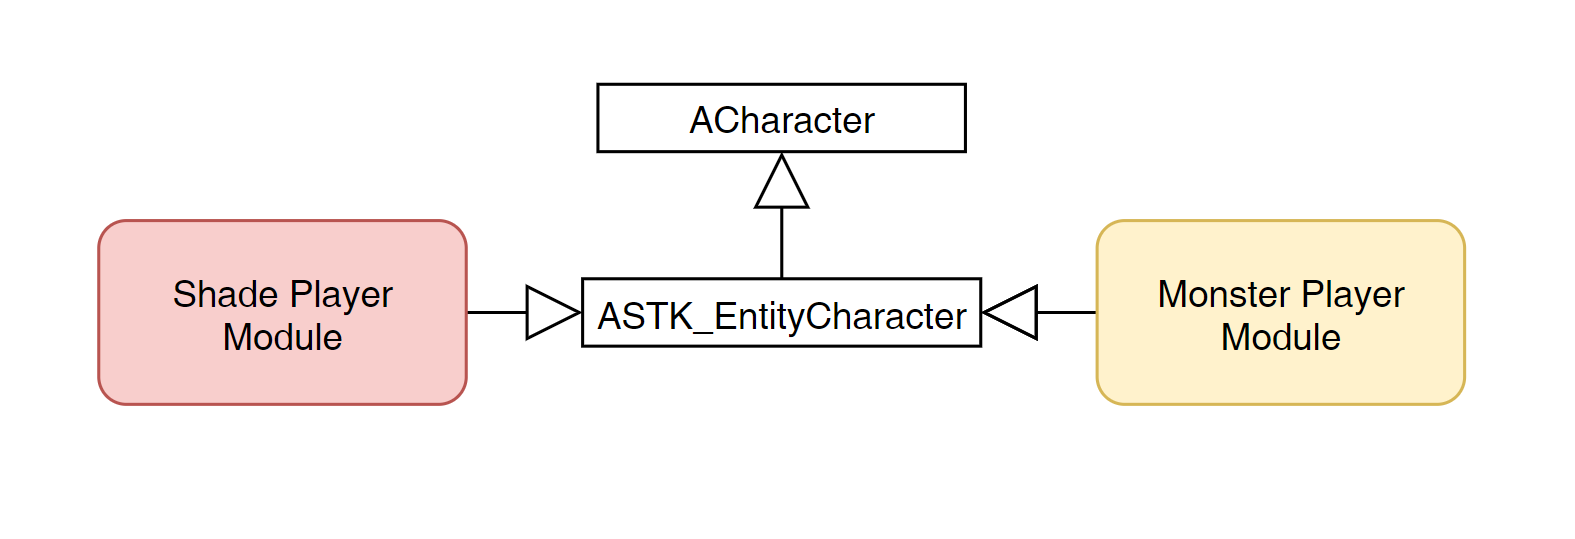 ACharacter
Shade Player
Module
ASTK_EntityCharacter
Monster Player
Module